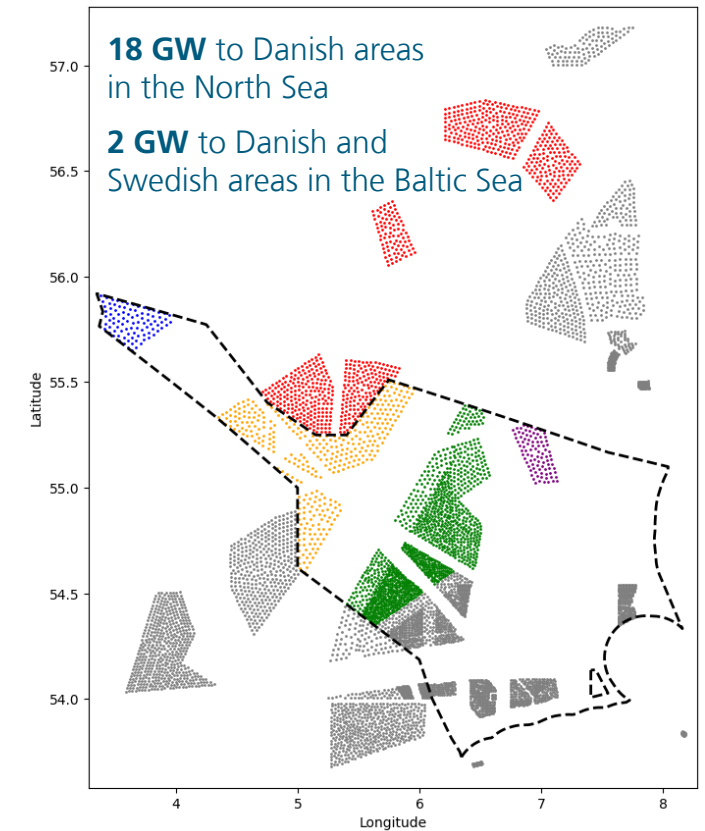 18 GW to Danish areas
in the North Sea
2 GW to Danish and
Swedish areas in the Baltic Sea
57.0
56.5
56.0
55.5
55.0
54.5
54.0
Latitude
4 5 6 7 8
Longitude